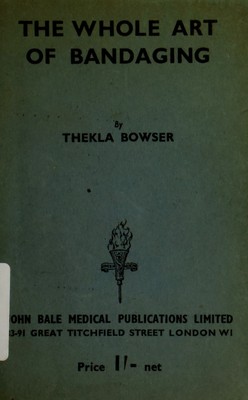 THE WHOLE ART
OF BANDAGING
By
THEKLA BOWSER
OHN BALE MEDICAL PUBLICATIONS LIMITED
3-91 GREAT TITCHFIELD STREET LONDON W1
Price 1/- net